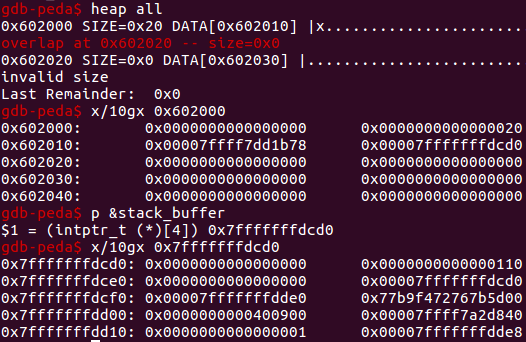 gdb-peda$ heap all
0x602000 SIZE=0x20 DATA[0x602010] |x.......................
overlap at 0x602020 -- size=0x0
0x602020 SIZE=0x0 DATA[0x602030] |.........................
invalid size
Last Remainder:  0x0
gdb-peda$ x/10gx 0x602000
0x602000: 0x0000000000000000 0x0000000000000020
0x602010: 0x00007ffff7dd1b78 0x00007fffffffdcd0
0x602020: 0x0000000000000000 0x0000000000000000
0x602030: 0x0000000000000000 0x0000000000000000
0x602040: 0x0000000000000000 0x0000000000000000
gdb-peda$ p &stack_buffer
$1 = (intptr_t (*)[4]) 0x7fffffffdcd0
gdb-peda$ x/10gx 0x7fffffffdcd0
0x7fffffffdcd0: 0x0000000000000000 0x0000000000000110
0x7fffffffdce0: 0x0000000000000000 0x00007fffffffdcd0
0x7fffffffdcf0: 0x00007fffffffdde0 0x77b9f472767b5d00
0x7fffffffdd00: 0x0000000000400900 0x00007ffff7a2d840
0x7fffffffdd10: 0x0000000000000001 0x00007fffffffdde8